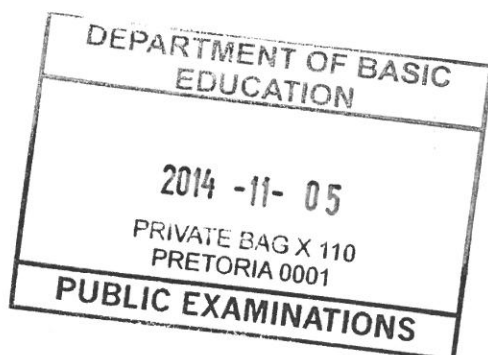 DEPARTMENT OF BASIC
EDUCATION
2014 -11- 05
PRIVATE BAG X 110
PRETORIA 0001
PUBLIC EXAMINATIONS